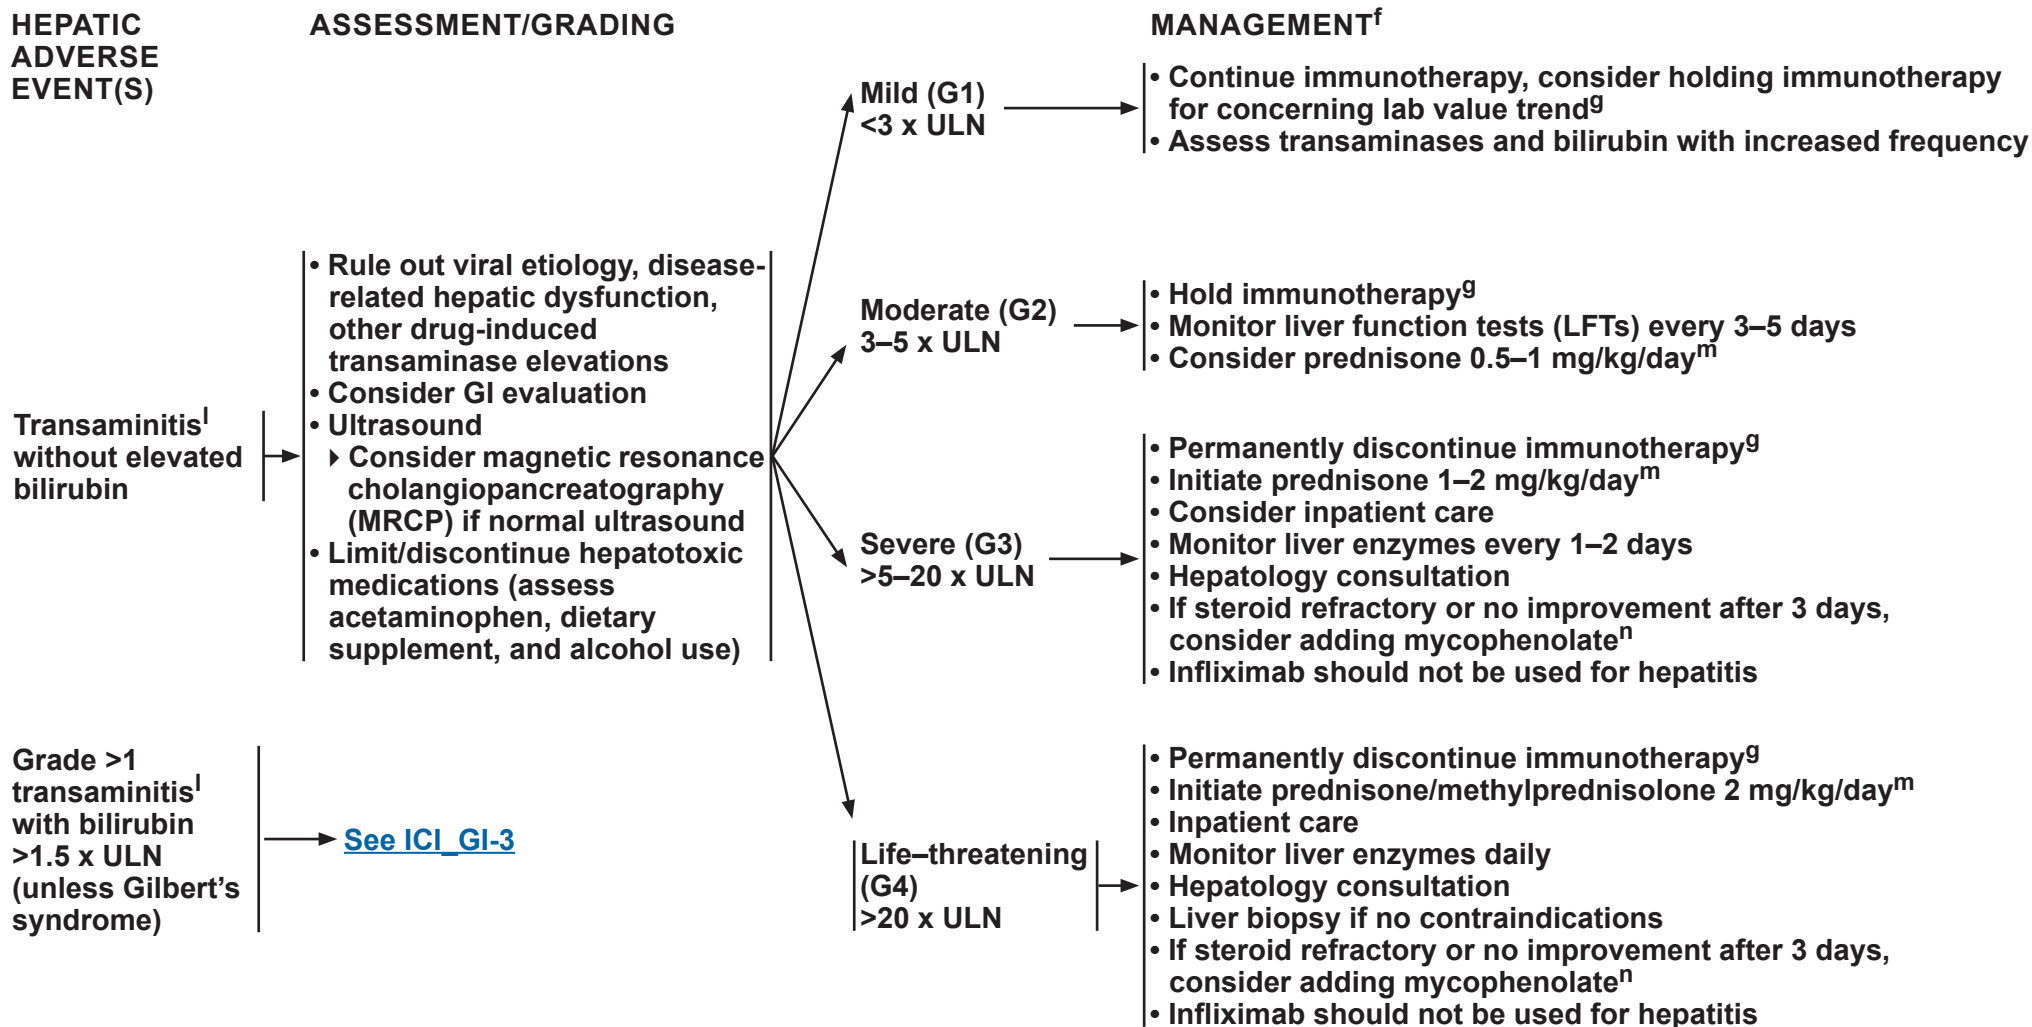 HEPATIC
ADVERSE
EVENT(S)
ASSESSMENT/GRADING
MANAGEMENTf
Transaminitisl
without elevated
bilirubin
• Rule out viral etiology, disease-
related hepatic dysfunction,
other drug-induced
transaminase elevations
• Consider GI evaluation
• Ultrasound
▸ Consider magnetic resonance
cholangiopancreatography
(MRCP) if normal ultrasound
• Limit/discontinue hepatotoxic
medications (assess
acetaminophen, dietary
supplement, and alcohol use)
Mild (G1)
<3 x ULN
• Continue immunotherapy, consider holding immunotherapy
for concerning lab value trendg
• Assess transaminases and bilirubin with increased frequency
Moderate (G2)
3–5 x ULN
• Hold immunotherapyg
• Monitor liver function tests (LFTs) every 3–5 days
• Consider prednisone 0.5–1 mg/kg/daym
Severe (G3)
>5–20 x ULN
• Permanently discontinue immunotherapyg
• Initiate prednisone 1–2 mg/kg/daym
• Consider inpatient care
• Monitor liver enzymes every 1–2 days
• Hepatology consultation
• If steroid refractory or no improvement after 3 days,
consider adding mycophenolaten
• Infliximab should not be used for hepatitis
Life–threatening
(G4)
>20 x ULN
• Permanently discontinue immunotherapyg
• Initiate prednisone/methylprednisolone 2 mg/kg/daym
• Inpatient care
• Monitor liver enzymes daily
• Hepatology consultation
• Liver biopsy if no contraindications
• If steroid refractory or no improvement after 3 days,
consider adding mycophenolaten
• Infliximab should not be used for hepatitis
Grade >1
transaminitisl
with bilirubin
>1.5 x ULN
(unless Gilbert’s
syndrome)
See ICI_GI-3